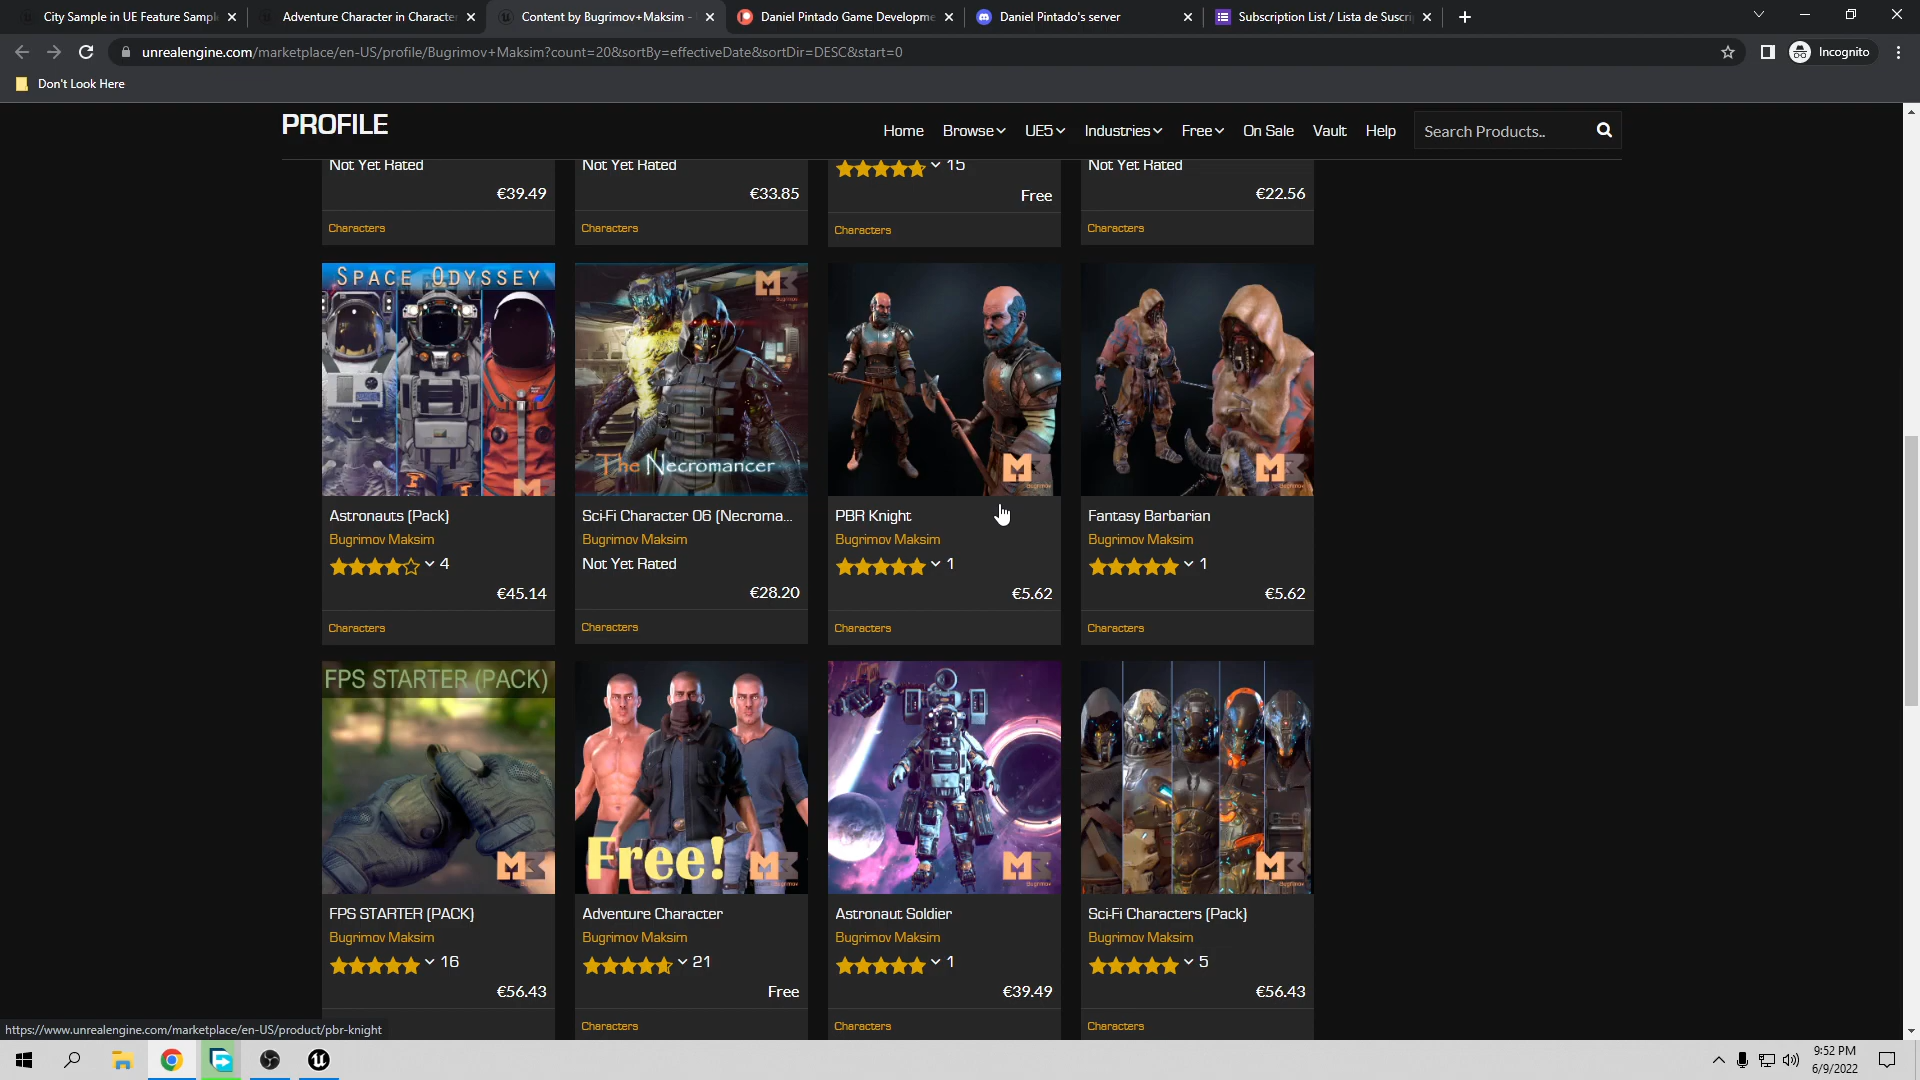 City Sample in UE Feature Sampl
Adventure Character in Character
Content by Bugrimov+Maksim -
Daniel Pintado Game Developme
Daniel Pintado's server
Subscription List / Lista de Suscrip
unrealengine.com/marketplace/en-US/profile/Bugrimov+Maksim?count=20&sortBy=effectiveDate&sortDir=DESC&start=0
Incognito
Don't Look Here
PROFILE
Home
Browse
UE5
Industries
Free
On Sale
Vault
Help
Search Products..
Not Yet Rated
Not Yet Rated
15
Not Yet Rated
€39.49
€33.85
Free
€22.56
Characters
Characters
Characters
Characters
SPACE ODYSSEY
The Necromancer
Astronauts (Pack)
Sci-Fi Character 06 (Necroma...
PBR Knight
Fantasy Barbarian
Bugrimov Maksim
Bugrimov Maksim
Bugrimov Maksim
Bugrimov Maksim
4
Not Yet Rated
1
1
€45.14
€28.20
€5.62
€5.62
Characters
Characters
Characters
Characters
FPS STARTER (PACK)
Free!
FPS STARTER (PACK)
Adventure Character
Astronaut Soldier
Sci-Fi Characters (Pack)
Bugrimov Maksim
Bugrimov Maksim
Bugrimov Maksim
Bugrimov Maksim
16
21
1
5
€56.43
Free
€39.49
€56.43
Characters
Characters
Characters
https://www.unrealengine.com/marketplace/en-US/product/pbr-knight
9:52 PM
6/9/2022